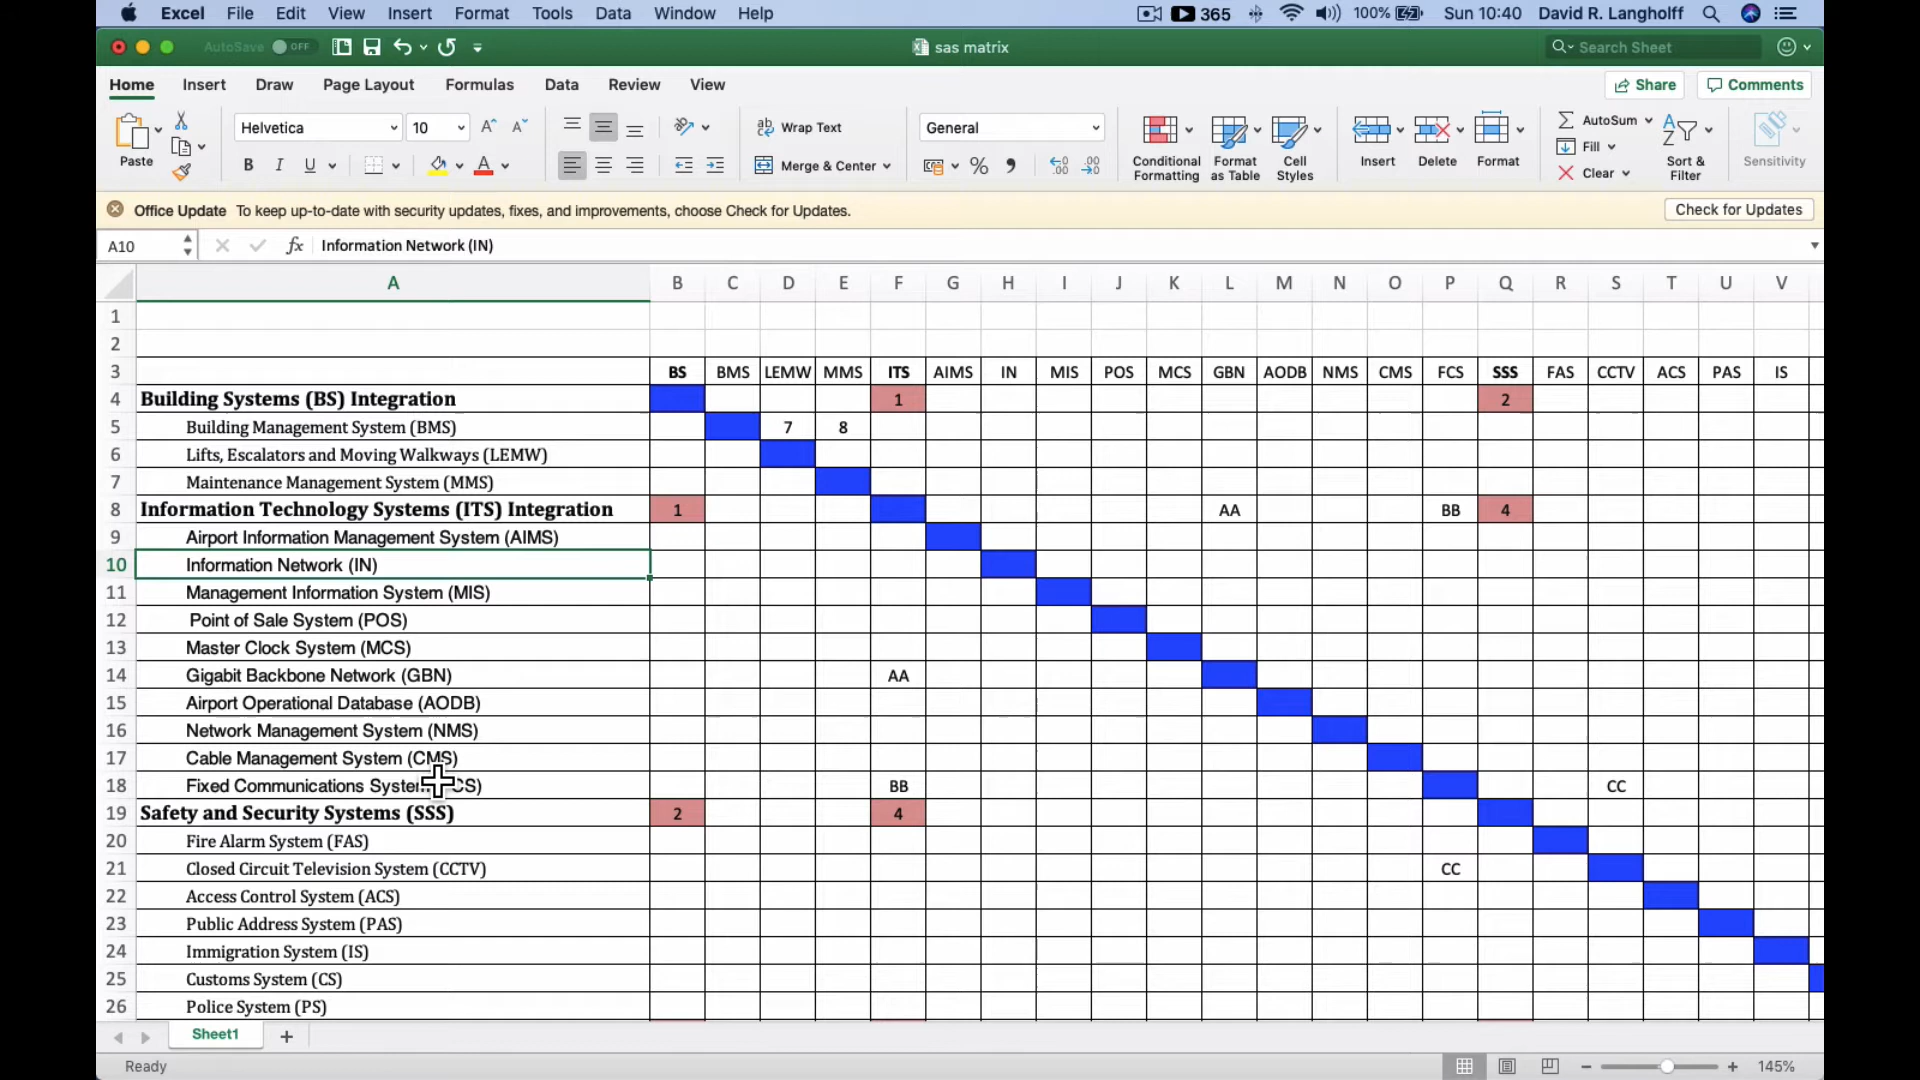 Excel File Edit View Insert Format Tools Data Window Help 365 100% Sun 10:40 David R. Langholff
AutoSave OFF sas matrix Search Sheet
Home Insert Draw Page Layout Formulas Data Review View Share Comments
Paste Helvetica 10 B I U Wrap Text Merge & Center General Conditional Formatting Format as Table Cell Styles Insert Delete Format AutoSum Fill Clear Sort & Filter Sensitivity
Office Update To keep up-to-date with security updates, fixes, and improvements, choose Check for Updates. Check for Updates
A10 fx Information Network (IN)
A B C D E F G H I J K L M N O P Q R S T U V
1
2
3 BS BMS LEMW MMS ITS AIMS IN MIS POS MCS GBN AODB NMS CMS FCS SSS FAS CCTV ACS PAS IS
4 Building Systems (BS) Integration 1 2
5 Building Management System (BMS) 7 8
6 Lifts, Escalators and Moving Walkways (LEMW)
7 Maintenance Management System (MMS)
8 Information Technology Systems (ITS) Integration 1 AA BB 4
9 Airport Information Management System (AIMS)
10 Information Network (IN)
11 Management Information System (MIS)
12 Point of Sale System (POS)
13 Master Clock System (MCS)
14 Gigabit Backbone Network (GBN) AA
15 Airport Operational Database (AODB)
16 Network Management System (NMS)
17 Cable Management System (CMS)
18 Fixed Communications System CS) BB CC
19 Safety and Security Systems (SSS) 2 4
20 Fire Alarm System (FAS)
21 Closed Circuit Television System (CCTV) CC
22 Access Control System (ACS)
23 Public Address System (PAS)
24 Immigration System (IS)
25 Customs System (CS)
26 Police System (PS)
Sheet1 +
Ready 145%